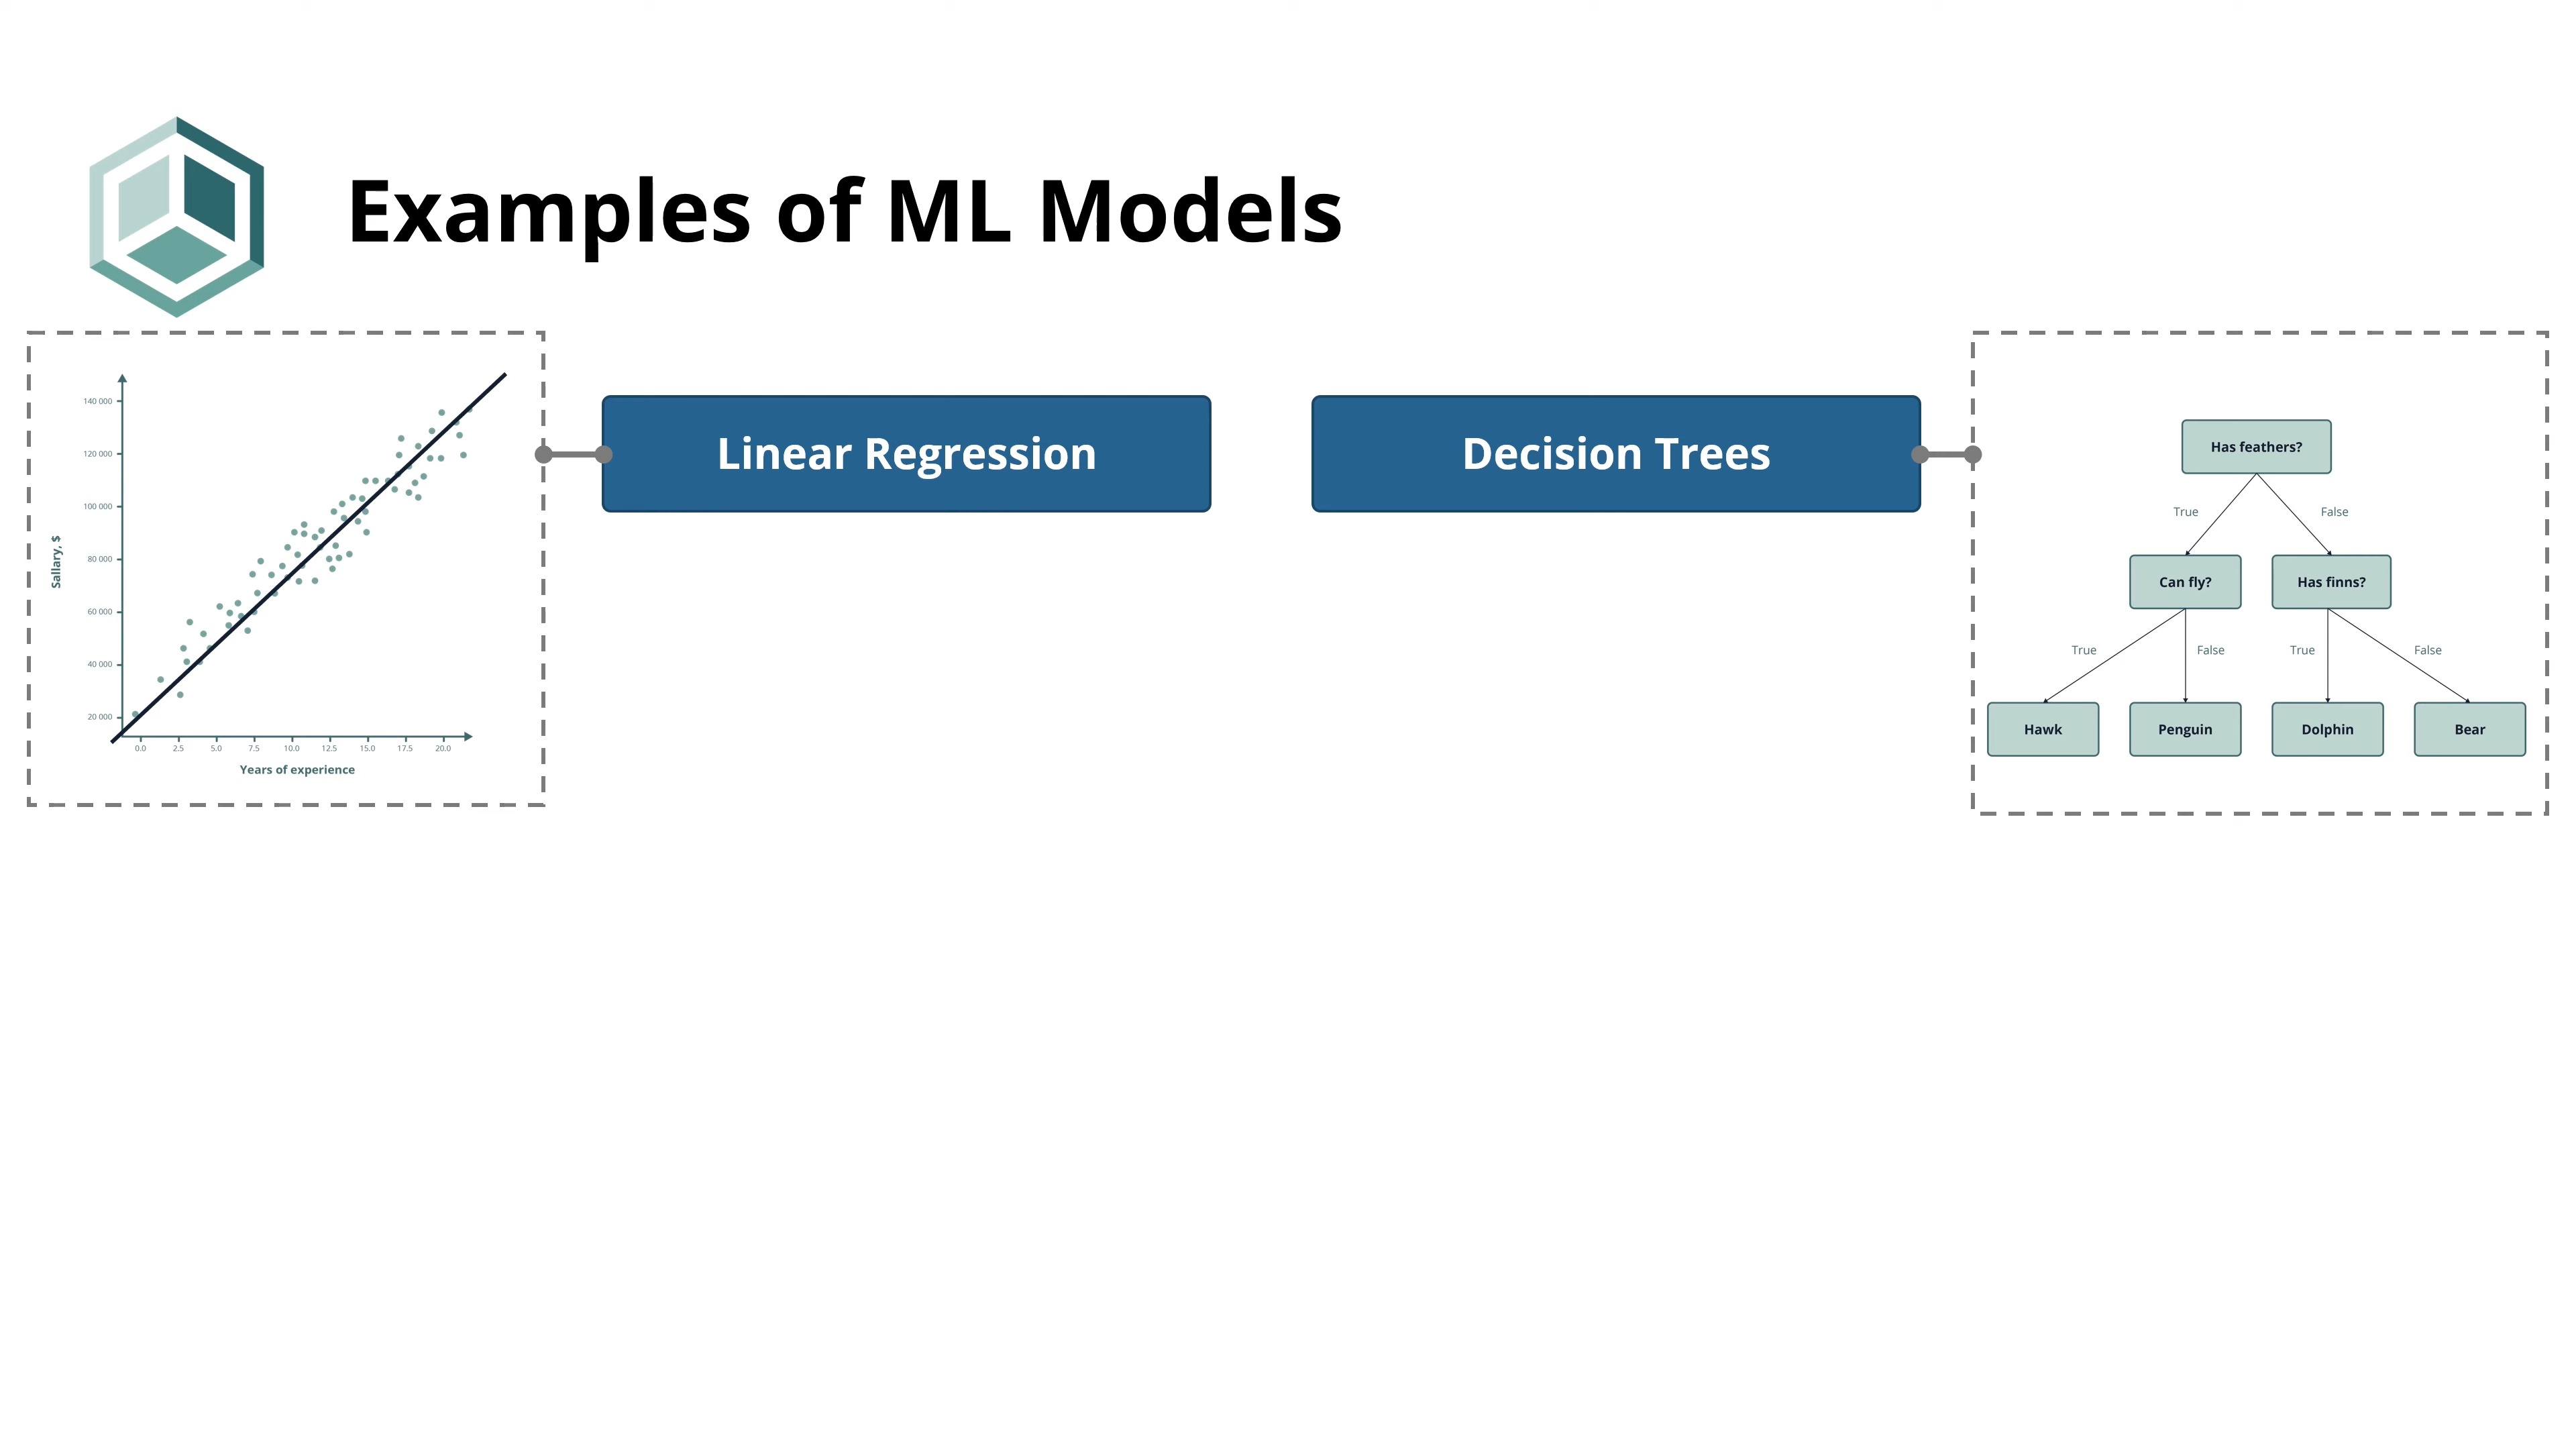 Examples of ML Models
140 000
120 000
100 000
80 000
60 000
40 000
20 000
Sallary, $
0.0 2.5 5.0 7.5 10.0 12.5 15.0 17.5 20.0
Years of experience
Linear Regression
Decision Trees
Has feathers?
True False
Can fly? Has finns?
True False True False
Hawk Penguin Dolphin Bear